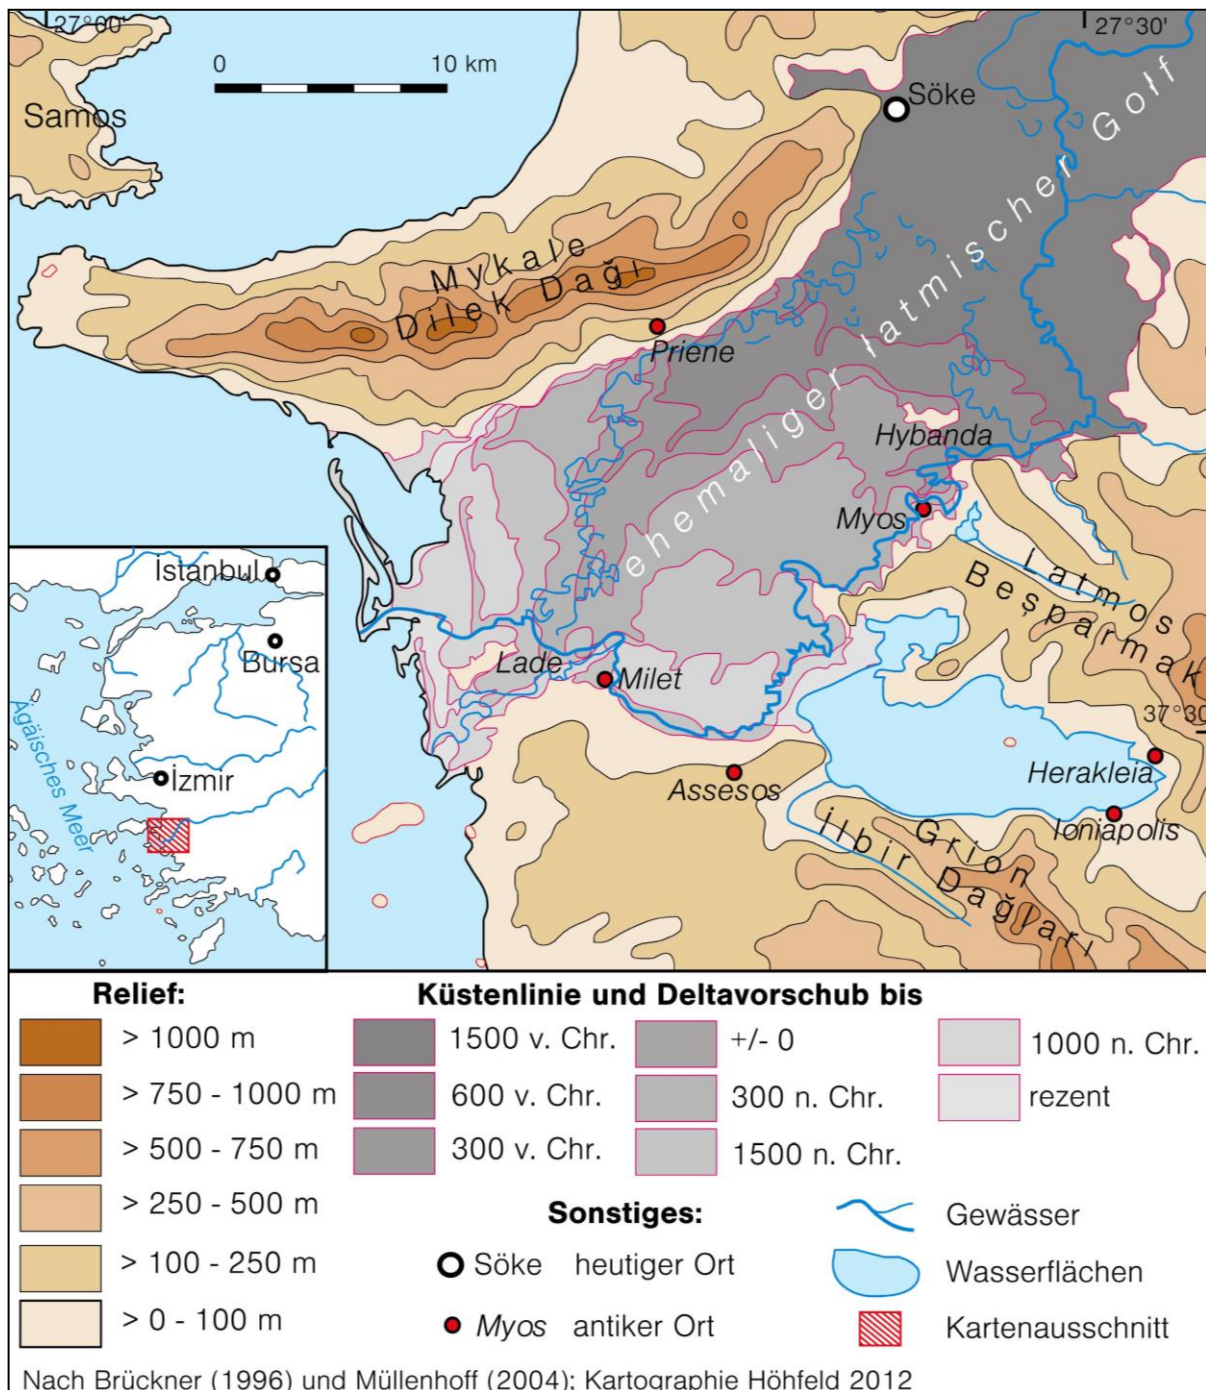 27°00'
27°30'
0
10 km
Samos
Söke
Mykale
Dilek Dağı
Priene
ehemaliger latmischer Golf
Hybanda
Myos
Latmos
Beşparmak
Lade
Milet
37°30'
Assesos
Herakleia
Ioniapolis
Grion
İlbir Dağları
İstanbul
Bursa
Ägäisches Meer
İzmir
Relief:
> 1000 m
> 750 - 1000 m
> 500 - 750 m
> 250 - 500 m
> 100 - 250 m
> 0 - 100 m
Küstenlinie und Deltavorschub bis
1500 v. Chr.
600 v. Chr.
300 v. Chr.
+/- 0
300 n. Chr.
1500 n. Chr.
1000 n. Chr.
rezent
Sonstiges:
Söke heutiger Ort
Myos antiker Ort
Gewässer
Wasserflächen
Kartenausschnitt
Nach Brückner (1996) und Müllenhoff (2004); Kartographie Höhfeld 2012